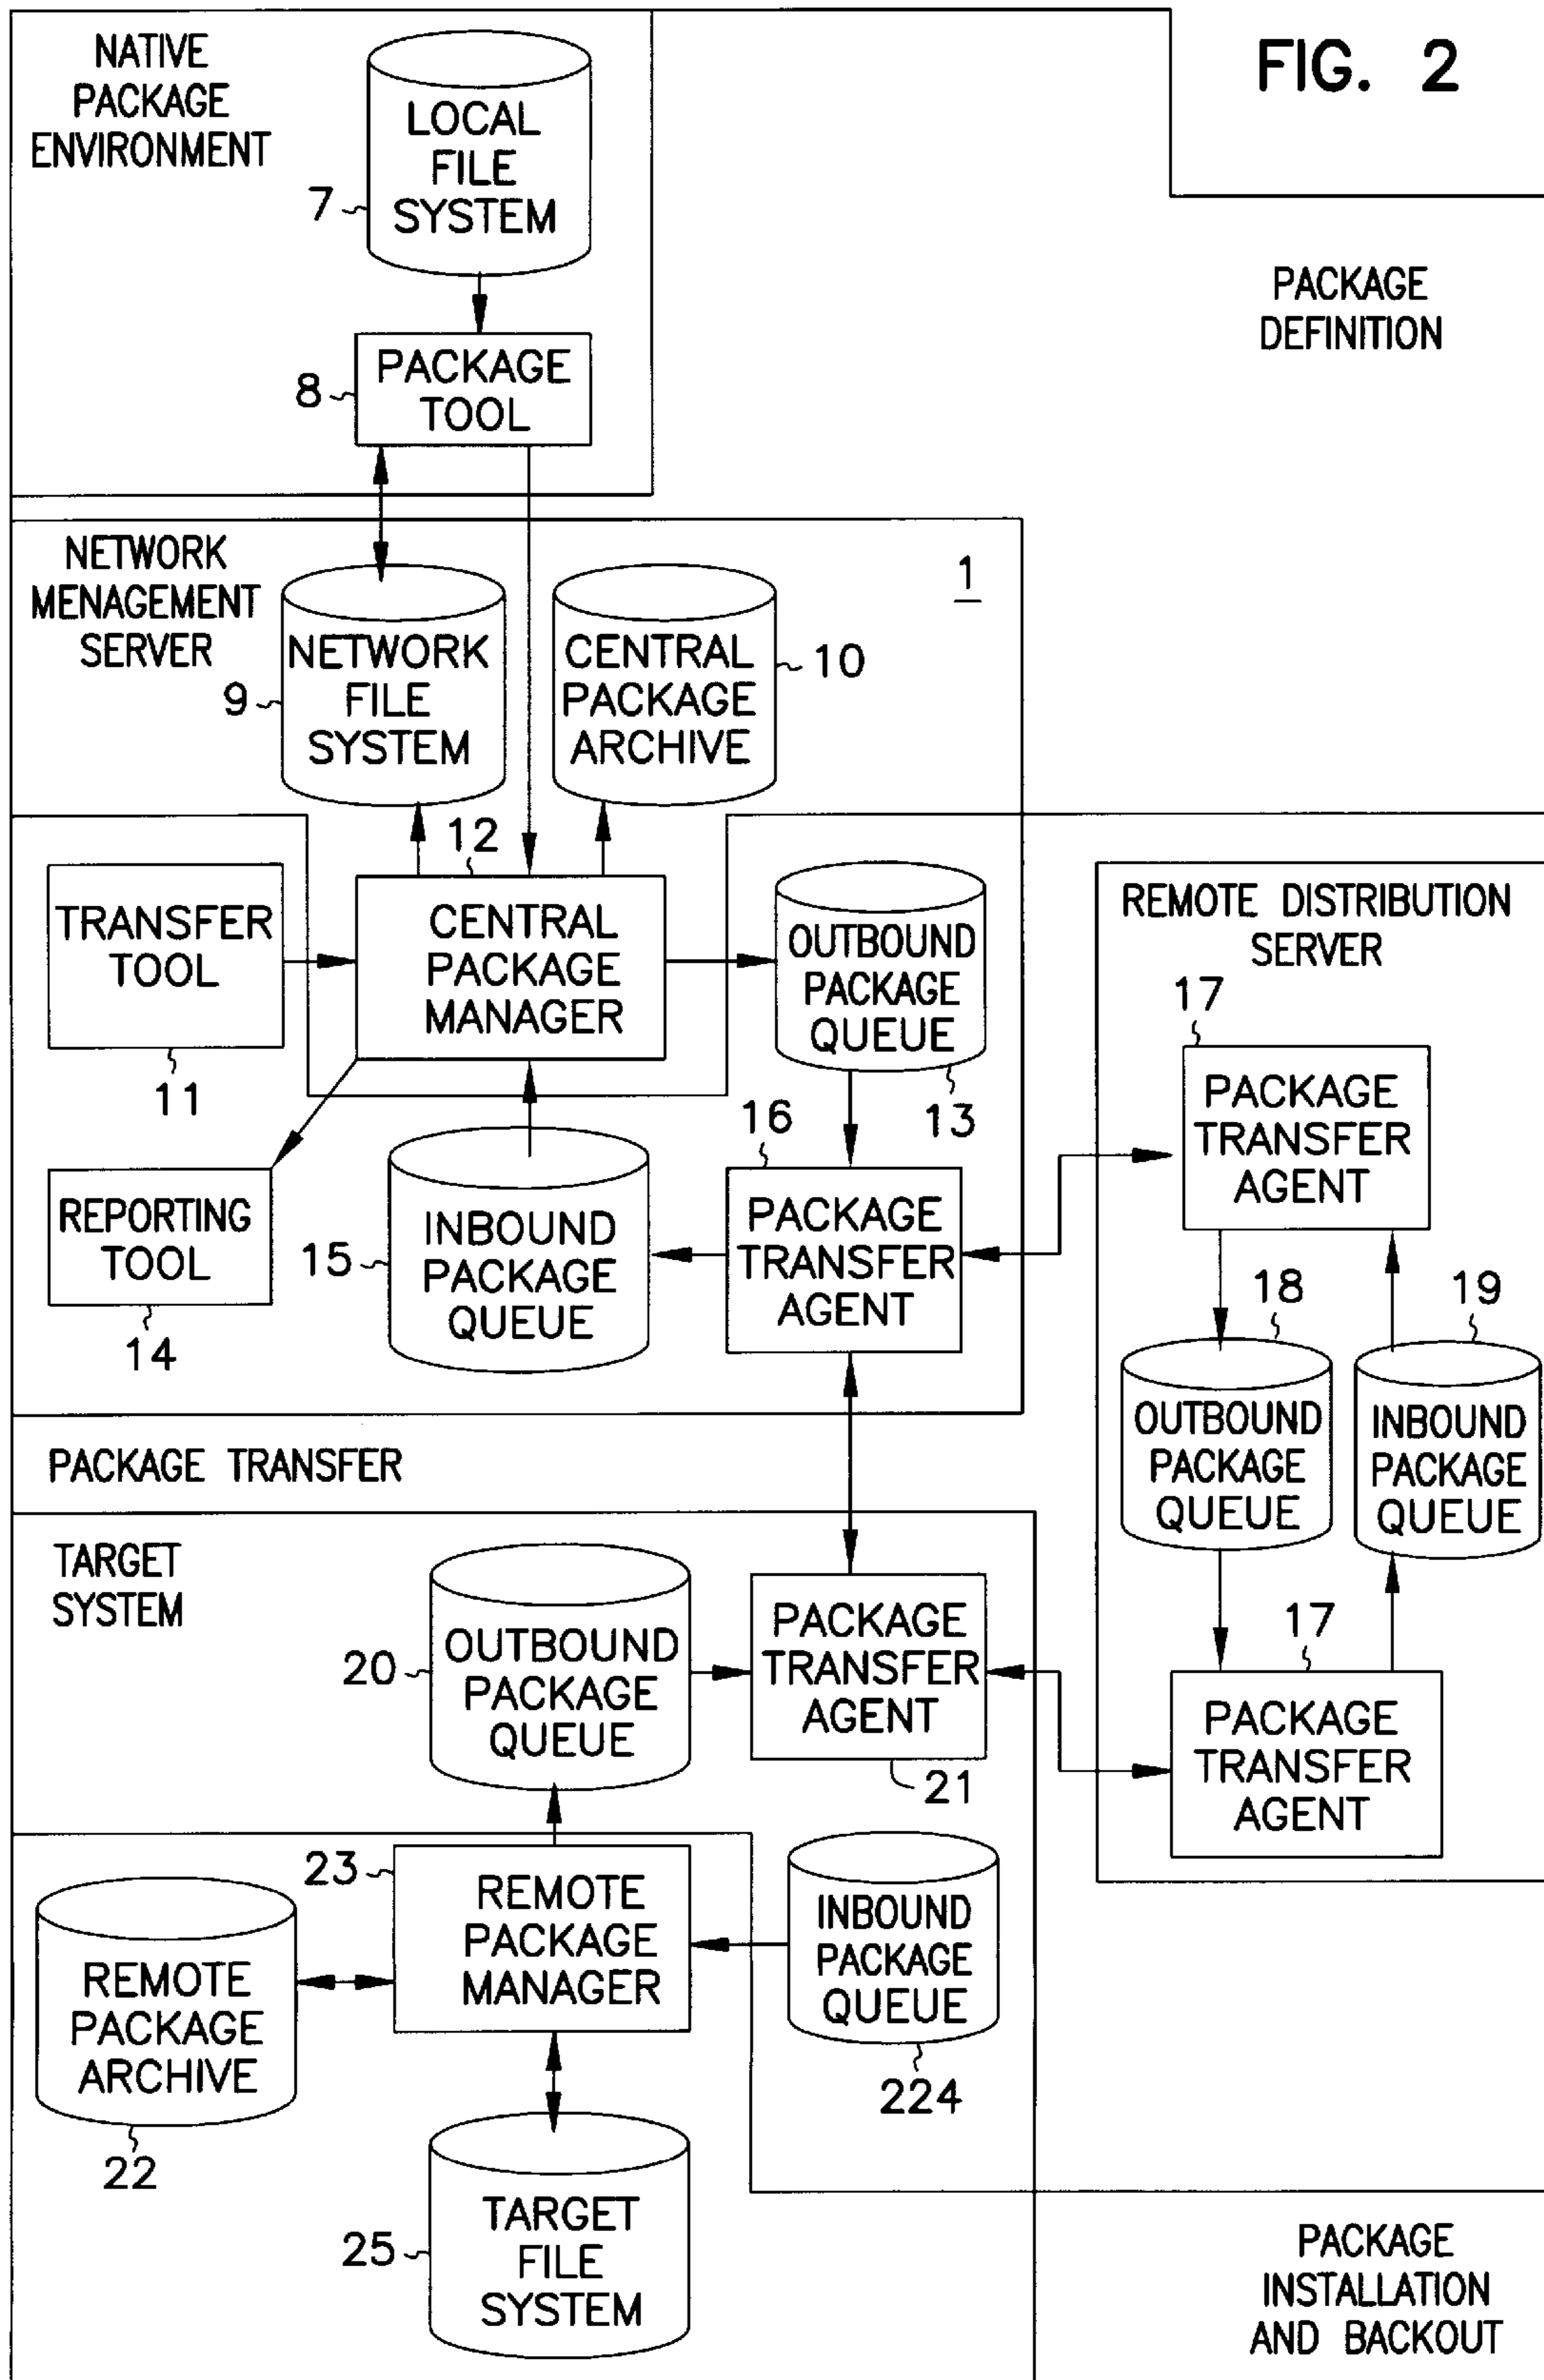 FIG. 2
NATIVE
PACKAGE
ENVIRONMENT
LOCAL
FILE
SYSTEM
7
PACKAGE
DEFINITION
PACKAGE
TOOL
8
NETWORK
MENAGEMENT
SERVER
1
NETWORK
FILE
SYSTEM
9
CENTRAL
PACKAGE
ARCHIVE
10
12
TRANSFER
TOOL
11
CENTRAL
PACKAGE
MANAGER
OUTBOUND
PACKAGE
QUEUE
13
REMOTE DISTRIBUTION
SERVER
17
PACKAGE
TRANSFER
AGENT
REPORTING
TOOL
14
15
INBOUND
PACKAGE
QUEUE
16
PACKAGE
TRANSFER
AGENT
18
19
OUTBOUND
PACKAGE
QUEUE
INBOUND
PACKAGE
QUEUE
PACKAGE TRANSFER
TARGET
SYSTEM
20
OUTBOUND
PACKAGE
QUEUE
PACKAGE
TRANSFER
AGENT
21
17
PACKAGE
TRANSFER
AGENT
23
REMOTE
PACKAGE
MANAGER
INBOUND
PACKAGE
QUEUE
224
REMOTE
PACKAGE
ARCHIVE
22
25
TARGET
FILE
SYSTEM
PACKAGE
INSTALLATION
AND BACKOUT